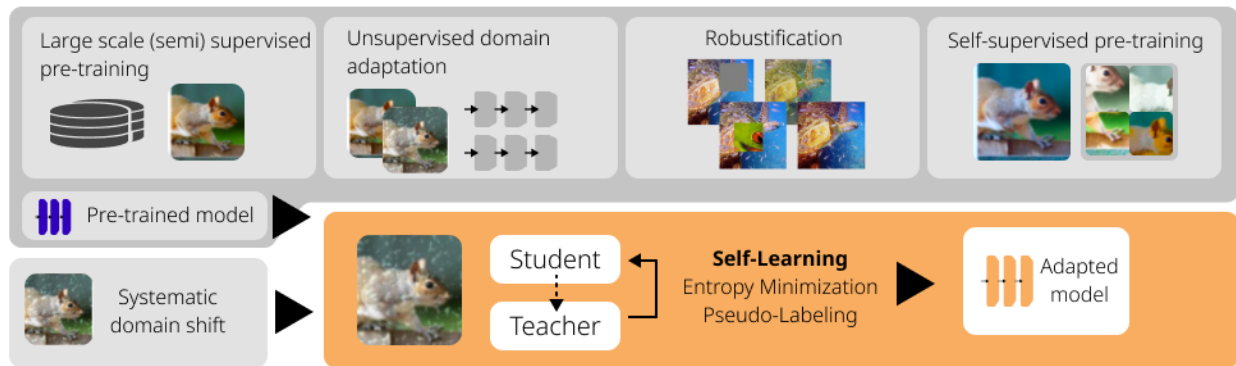 Large scale (semi) supervised
pre-training
Unsupervised domain
adaptation
Robustification
Self-supervised pre-training
Pre-trained model
Systematic
domain shift
Student
Teacher
Self-Learning
Entropy Minimization
Pseudo-Labeling
Adapted
model